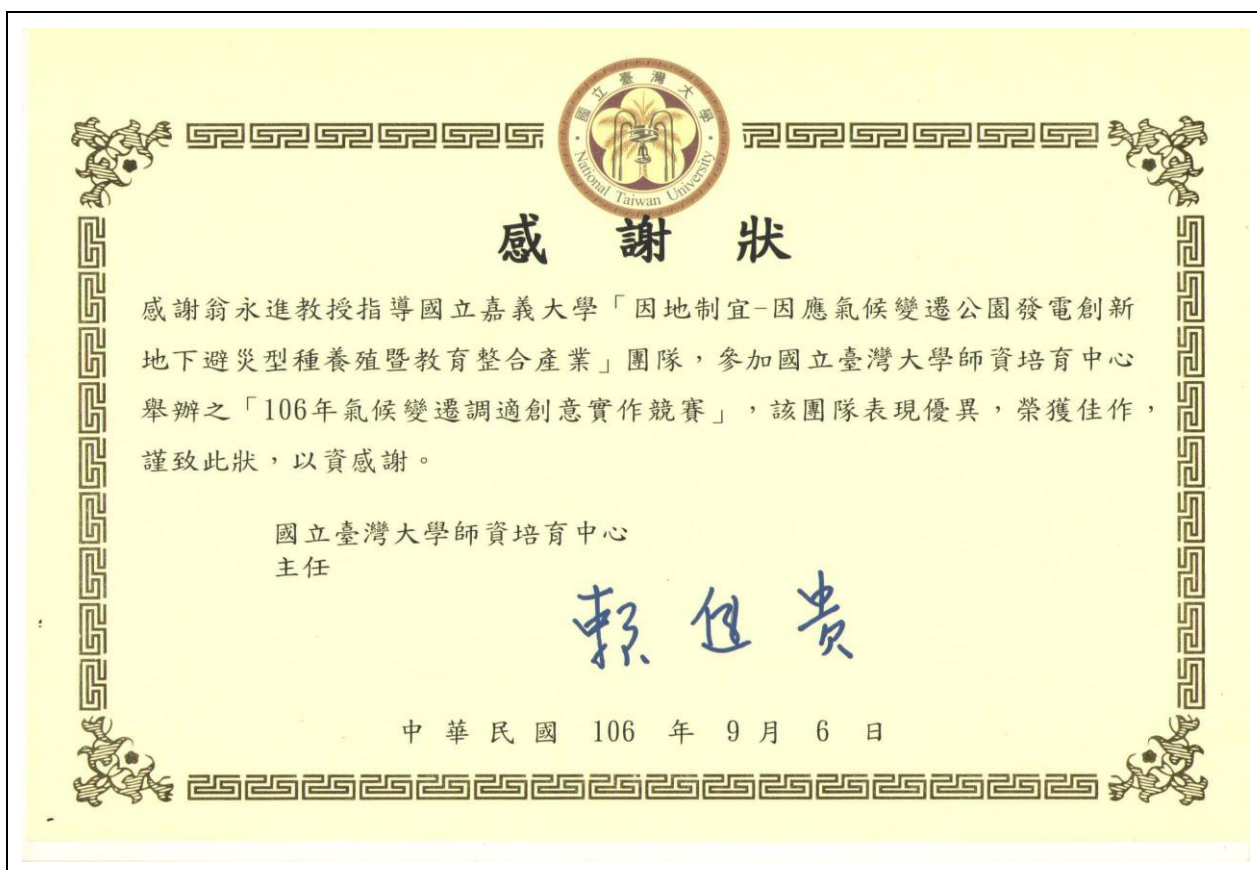 國立臺灣大學
National Taiwan University
感謝狀
感謝翁永進教授指導國立嘉義大學「因地制宜-因應氣候變遷公園發電創新
地下避災型種養殖暨教育整合產業」團隊，參加國立臺灣大學師資培育中心
舉辦之「106年氣候變遷調適創意實作競賽」，該團隊表現優異，榮獲佳作，
謹致此狀，以資感謝。
國立臺灣大學師資培育中心
主任
賴進貴
中華民國 106 年 9 月 6 日